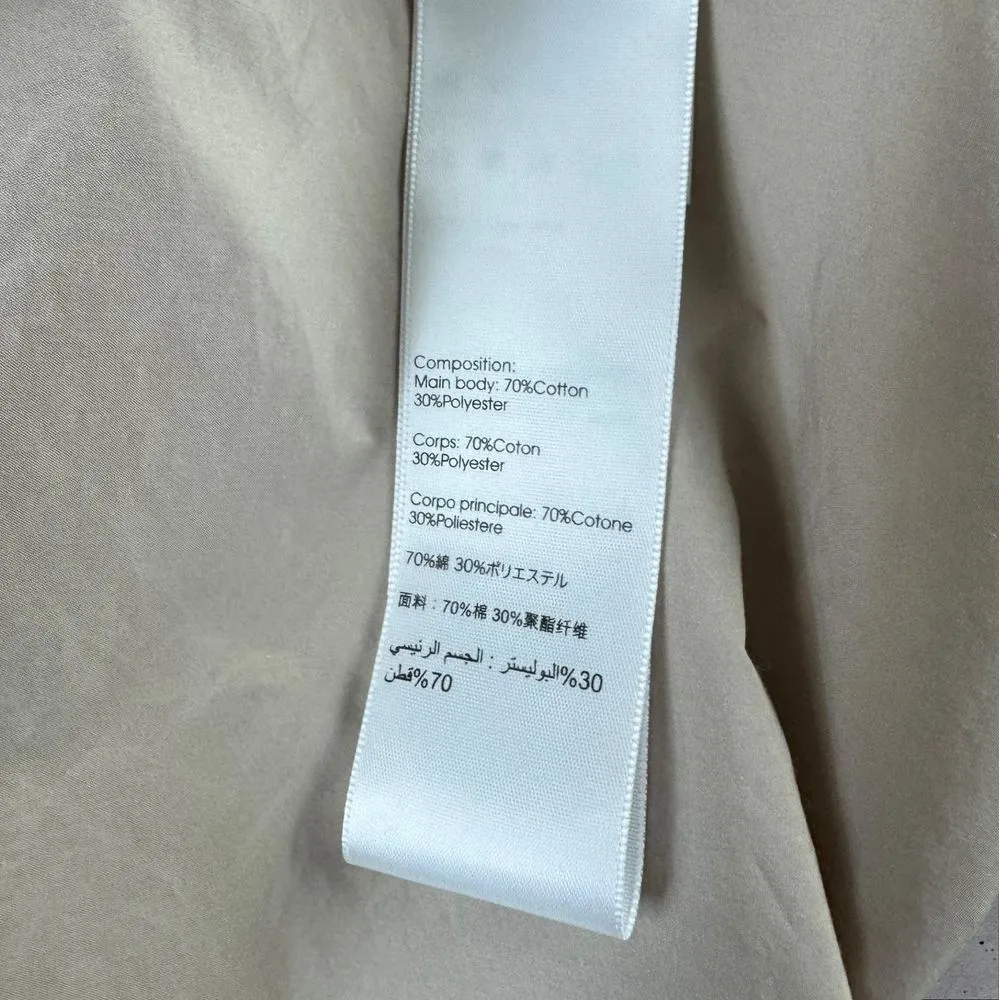 Composition:
Main body: 70%Cotton
30%Polyester
Corps: 70%Coton
30%Polyester
Corpo principale: 70%Cotone
30%Poliestere
70%綿 30%ポリエステル
面料：70%棉 30%聚酯纤维
30%البوليستر : الجسم الرئيسي
70%قطن